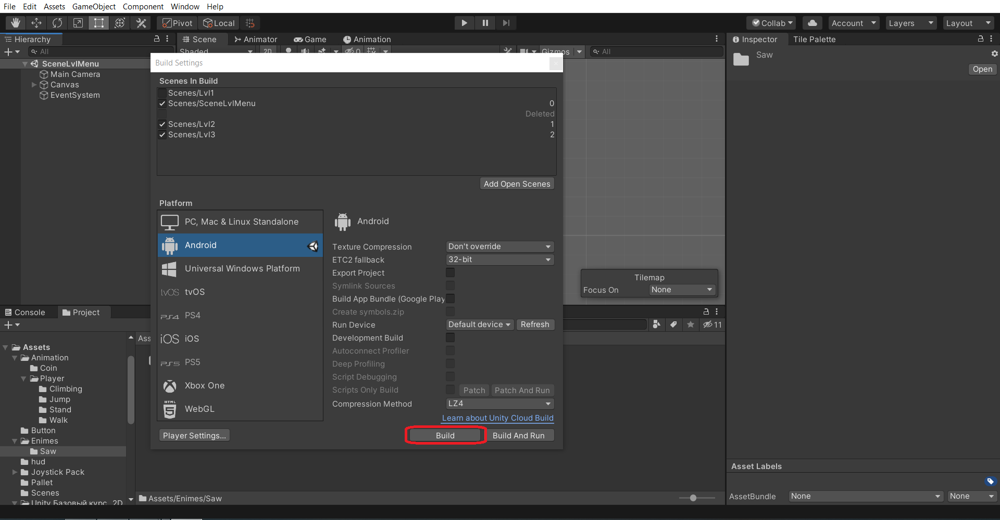 File Edit Assets GameObject Component Window Help
Pivot Local Collab Account Layers Layout
Hierarchy Scene Animator Game Animation Inspector Tile Palette
All Shaded 2D 0 Gizmos All
Saw
Open
SceneLvlMenu
Main Camera
Canvas
EventSystem
Build Settings
Scenes In Build
Scenes/Lvl1
Scenes/SceneLvlMenu 0
Deleted
Scenes/Lvl2 1
Scenes/Lvl3 2
Add Open Scenes
Platform
PC, Mac & Linux Standalone
Android
Universal Windows Platform
tvOS tvOS
PS4 PS4
iOS iOS
PS5 PS5
Xbox One
HTML 5 WebGL
Android
Texture Compression Don't override
ETC2 fallback 32-bit
Export Project
Symlink Sources
Build App Bundle (Google Play
Create symbols.zip
Run Device Default device Refresh
Development Build
Autoconnect Profiler
Deep Profiling
Script Debugging
Scripts Only Build Patch Patch And Run
Compression Method LZ4
Learn about Unity Cloud Build
Player Settings... Build Build And Run
Tilemap
Focus On None
Console Project
11
Ass
Assets
Animation
Coin
Player
Climbing
Jump
Stand
Walk
Button
Enimes
Saw
hud
Joystick Pack
Pallet
Scenes
Unity Базовый курс. 2D
Assets/Enimes/Saw
Asset Labels
AssetBundle None None